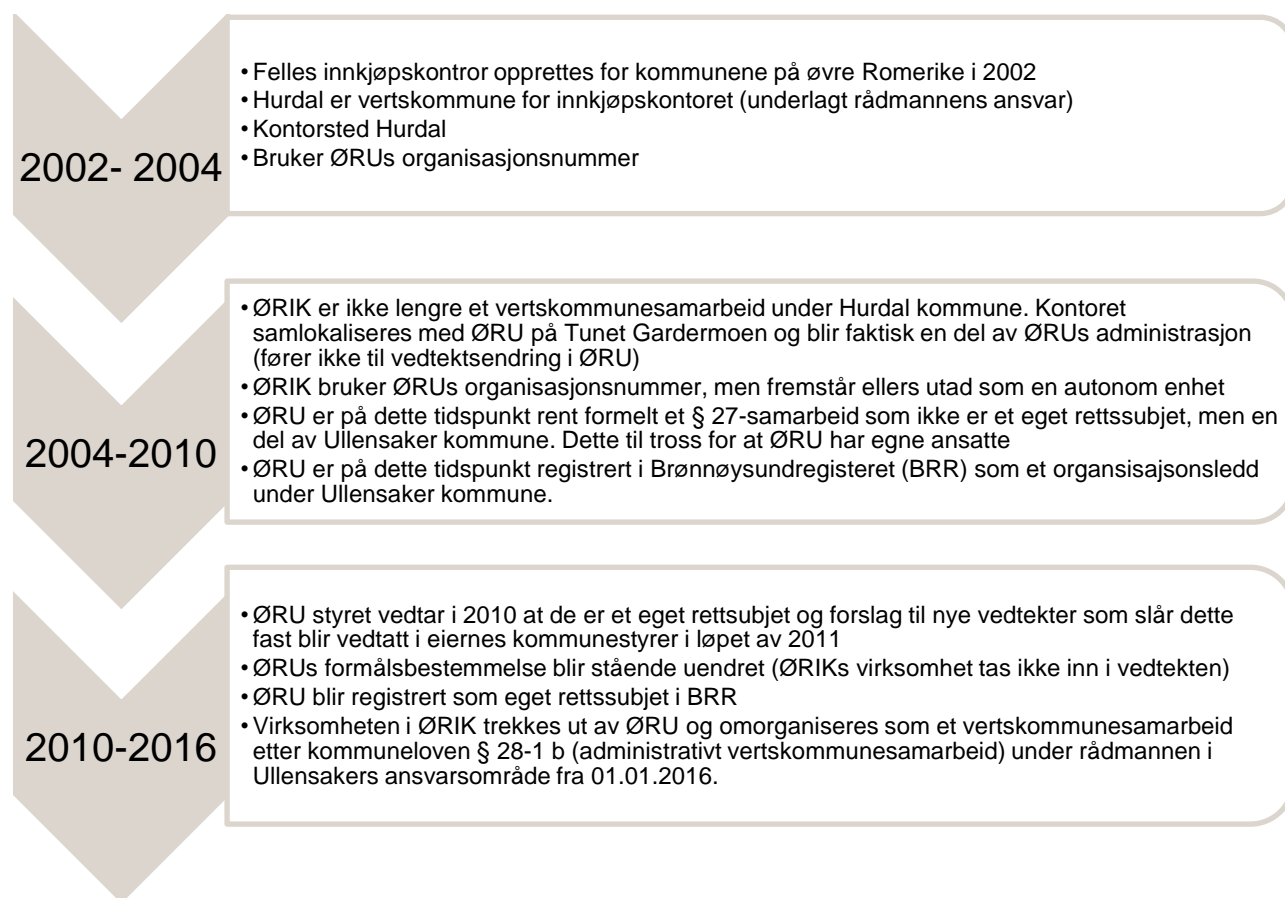 2002- 2004
• Felles innkjøpskontror opprettes for kommunene på øvre Romerike i 2002
• Hurdal er vertskommune for innkjøpskontoret (underlagt rådmannens ansvar)
• Kontorsted Hurdal
• Bruker ØRUs organisasjonsnummer
2004-2010
• ØRIK er ikke lengre et vertskommunesamarbeid under Hurdal kommune. Kontoret
samlokaliseres med ØRU på Tunet Gardermoen og blir faktisk en del av ØRUs administrasjon
(fører ikke til vedtektsendring i ØRU)
• ØRIK bruker ØRUs organisasjonsnummer, men fremstår ellers utad som en autonom enhet
• ØRU er på dette tidspunkt rent formelt et § 27-samarbeid som ikke er et eget rettssubjet, men en
del av Ullensaker kommune. Dette til tross for at ØRU har egne ansatte
• ØRU er på dette tidspunkt registrert i Brønnøysundregisteret (BRR) som et organsisajsonsledd
under Ullensaker kommune.
2010-2016
• ØRU styret vedtar i 2010 at de er et eget rettsubjet og forslag til nye vedtekter som slår dette
fast blir vedtatt i eiernes kommunestyrer i løpet av 2011
• ØRUs formålsbestemmelse blir stående uendret (ØRIKs virksomhet tas ikke inn i vedtekten)
• ØRU blir registrert som eget rettssubjet i BRR
• Virksomheten i ØRIK trekkes ut av ØRU og omorganiseres som et vertskommunesamarbeid
etter kommuneloven § 28-1 b (administrativt vertskommunesamarbeid) under rådmannen i
Ullensakers ansvarsområde fra 01.01.2016.